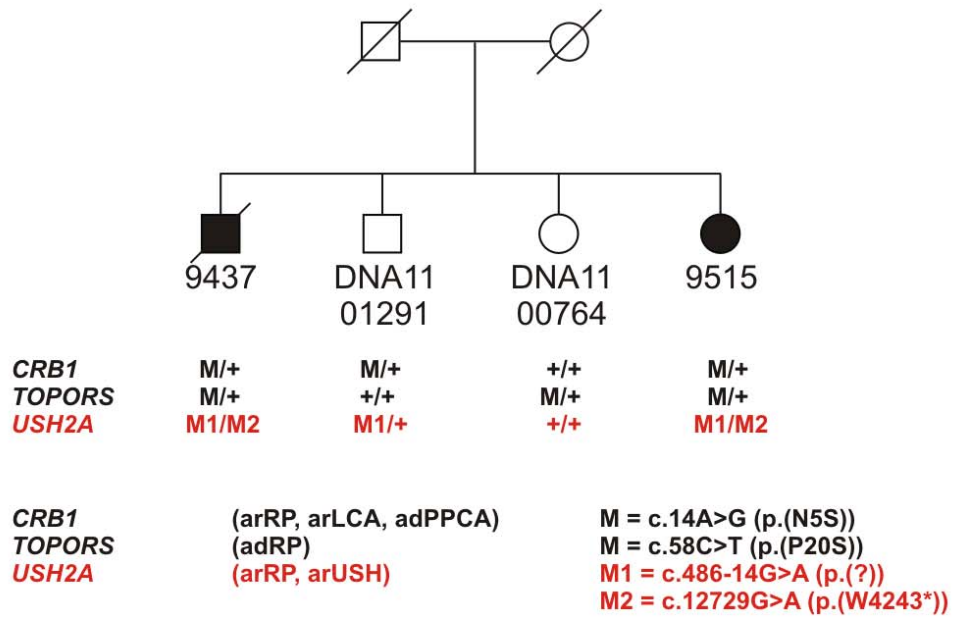 9437 DNA11 DNA11 9515
01291 00764
CRB1 M/+ M/+ +/+ M/+
TOPORS M/+ +/+ M/+ M/+
USH2A M1/M2 M1/+ +/+ M1/M2
CRB1 (arRP, arLCA, adPPCA) M = c.14A>G (p.(N5S))
TOPORS (adRP) M = c.58C>T (p.(P20S))
USH2A (arRP, arUSH) M1 = c.486-14G>A (p.(?))
M2 = c.12729G>A (p.(W4243*))